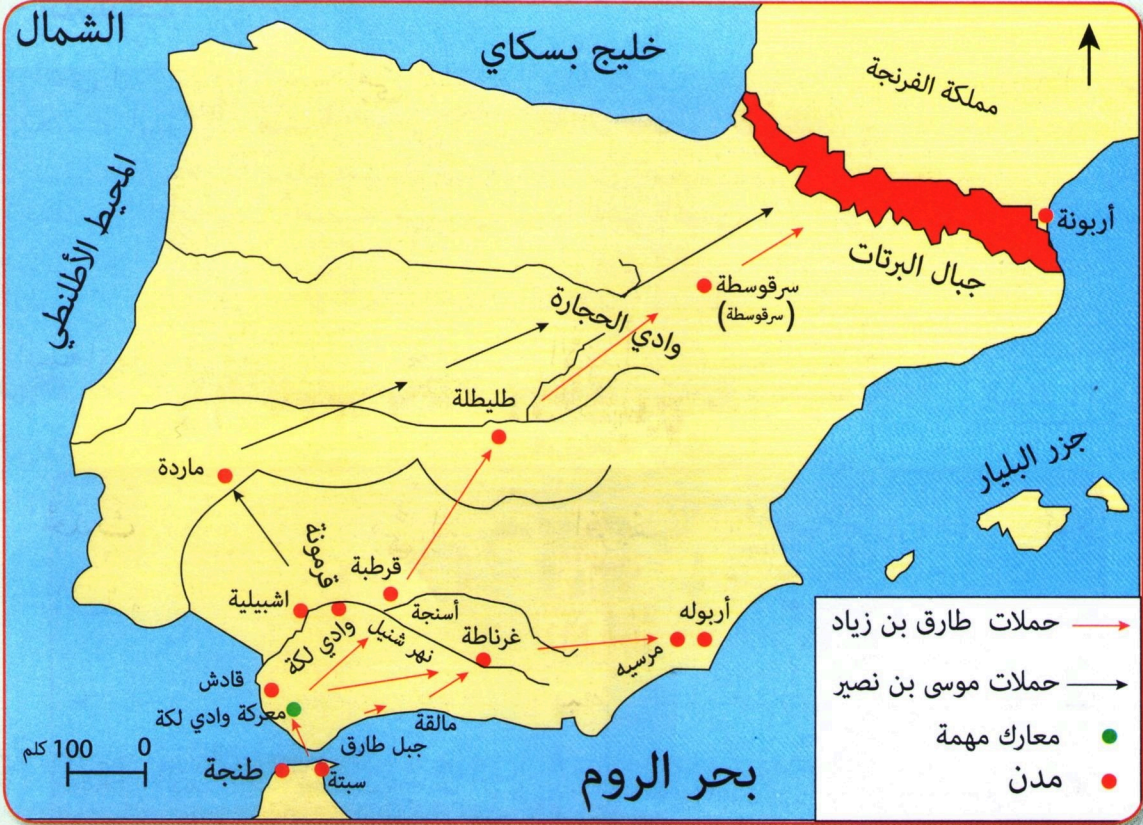 الشمال
خليج بسكاي
مملكة الفرنجة
المحيط الأطلنطي
أربونة
جبال البرتات
سرقوسطة
(سرقوسطة)
وادي الحجارة
طليطلة
ماردة
جزر البليار
قرمونة
قرطبة
اشبيلية
أسنجة
وادي لكة
نهر شنيل
غرناطة
أربوله
مرسيه
قادش
معركة وادي لكة
مالقة
جبل طارق
طنجة
سبتة
بحر الروم
0 100 كلم
حملات طارق بن زياد
حملات موسى بن نصير
معارك مهمة
مدن